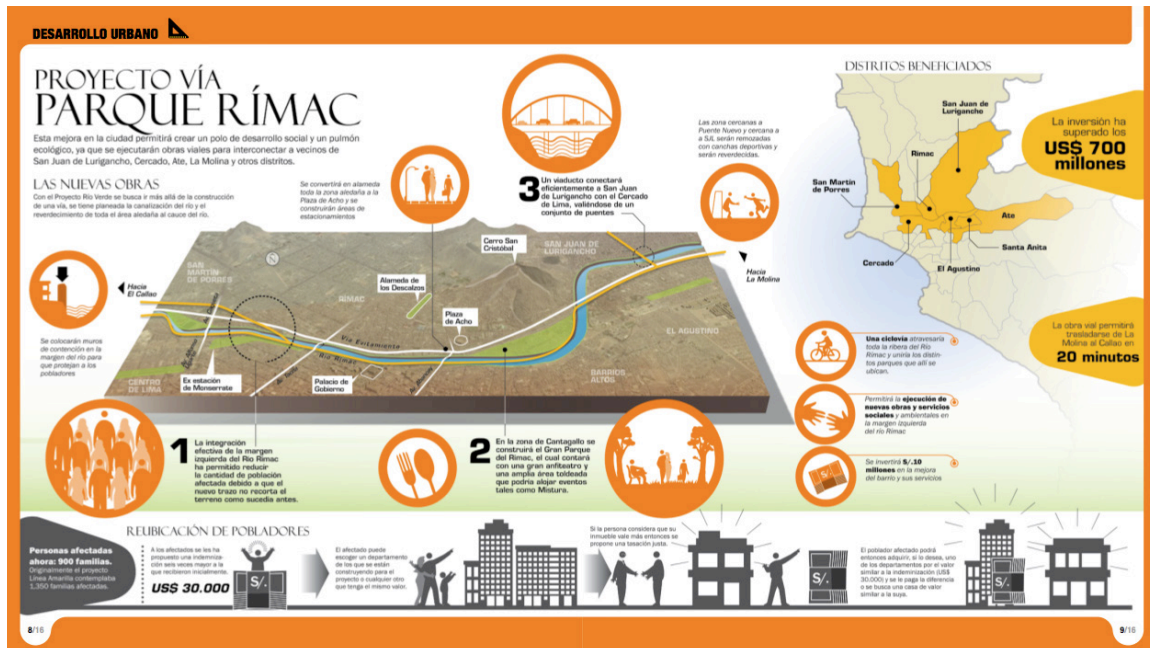 DESARROLLO URBANO
PROYECTO VÍA
PARQUE RÍMAC
Esta mejora en la ciudad permitirá crear un polo de desarrollo social y un pulmón
ecológico, ya que se ejecutarán obras viales para interconectar a vecinos de
San Juan de Lurigancho, Cercado, Ate, La Molina y otros distritos.
LAS NUEVAS OBRAS
Con el Proyecto Río Verde se busca ir más allá de la construcción
de una vía, se tiene planeada la canalización del río y el
reverdecimiento de toda el área aledaña al cauce del río.
Se convertirá en alameda
toda la zona aledaña a la
Plaza de Acho y se
construirán áreas de
estacionamientos
3
Un viaducto conectará
eficientemente a San Juan
de Lurigancho con el Cercado
de Lima, valiéndose de un
conjunto de puentes
Las zona cercanas a
Puente Nuevo y cercana a
a SJL serán remozadas
con canchas deportivas y
serán reverdecidas.
Hacia
El Callao
Se colocarán muros
de contención en la
margen del río para
que protejan a los
pobladores
SAN
MARTÍN
DE PORRES
N
RÍMAC
Alameda de
los Descalzos
Cerro San
Cristóbal
SAN JUAN DE
LURIGANCHO
Plaza
de Acho
Hacia
La Molina
Vía Evitamiento
Río Rímac
EL AGUSTINO
BARRIOS
ALTOS
CENTRO
DE LIMA
Ex estación
de Monserrate
Palacio de
Gobierno
1
La integración
efectiva de la margen
izquierda del Río Rímac
ha permitido reducir
la cantidad de población
afectada debido a que el
nuevo trazo no recorta el
terreno como sucedía antes.
2
En la zona de Cantagallo se
construirá el Gran Parque
del Rímac, el cual contará
con una gran anfiteatro y
una amplia área toldeada
que podría alojar eventos
tales como Mistura.
DISTRITOS BENEFICIADOS
San Juan de
Lurigancho
Rímac
San Martín
de Porres
Ate
Santa Anita
Cercado
El Agustino
La inversión ha
superado los
US$ 700
millones
La obra vial permitirá
trasladarse de La
Molina al Callao en
20 minutos
Una ciclovía atravesaría
toda la ribera del Río
Rímac y uniría los distin-
tos parques que allí se
ubican.
Permitirá la ejecución de
nuevas obras y servicios
sociales y ambientales en
la margen izquierda
del río Rímac
S/.
Se invertirá S/.10
millones en la mejora
del barrio y sus servicios
REUBICACIÓN DE POBLADORES
Personas afectadas
ahora: 900 familias.
Originalmente el proyecto
Línea Amarilla contemplaba
1,350 familias afectadas.
A los afectados se les ha
propuesto una indemniza-
ción seis veces mayor a la
que recibieron inicialmente.
US$ 30.000
S/.
El afectado puede
escoger un departamento
de los que se están
construyendo para el
proyecto o cualquier otro
que tenga el mismo valor.
Si la persona considera que su
inmueble vale más entonces se
propone una tasación justa.
S/.
El poblador afectado podrá
entonces adquirir, si lo desea, uno
de los departamentos por el valor
similar a la indeminización (US$
30.000) y se le paga la diferencia
a se busca una casa de valor
similar a la suya.
S/.
8/16
9/16